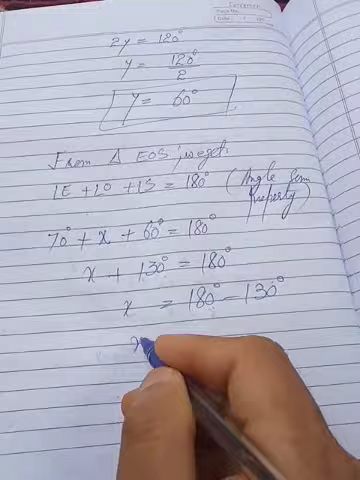 2y = 120°
y = 120°/2
y = 60°
From Δ EOS, we get,
∠E + ∠O + ∠S = 180° (Angle Sum Property)
70° + x + 60° = 180°
x + 130° = 180°
x = 180° - 130°
x